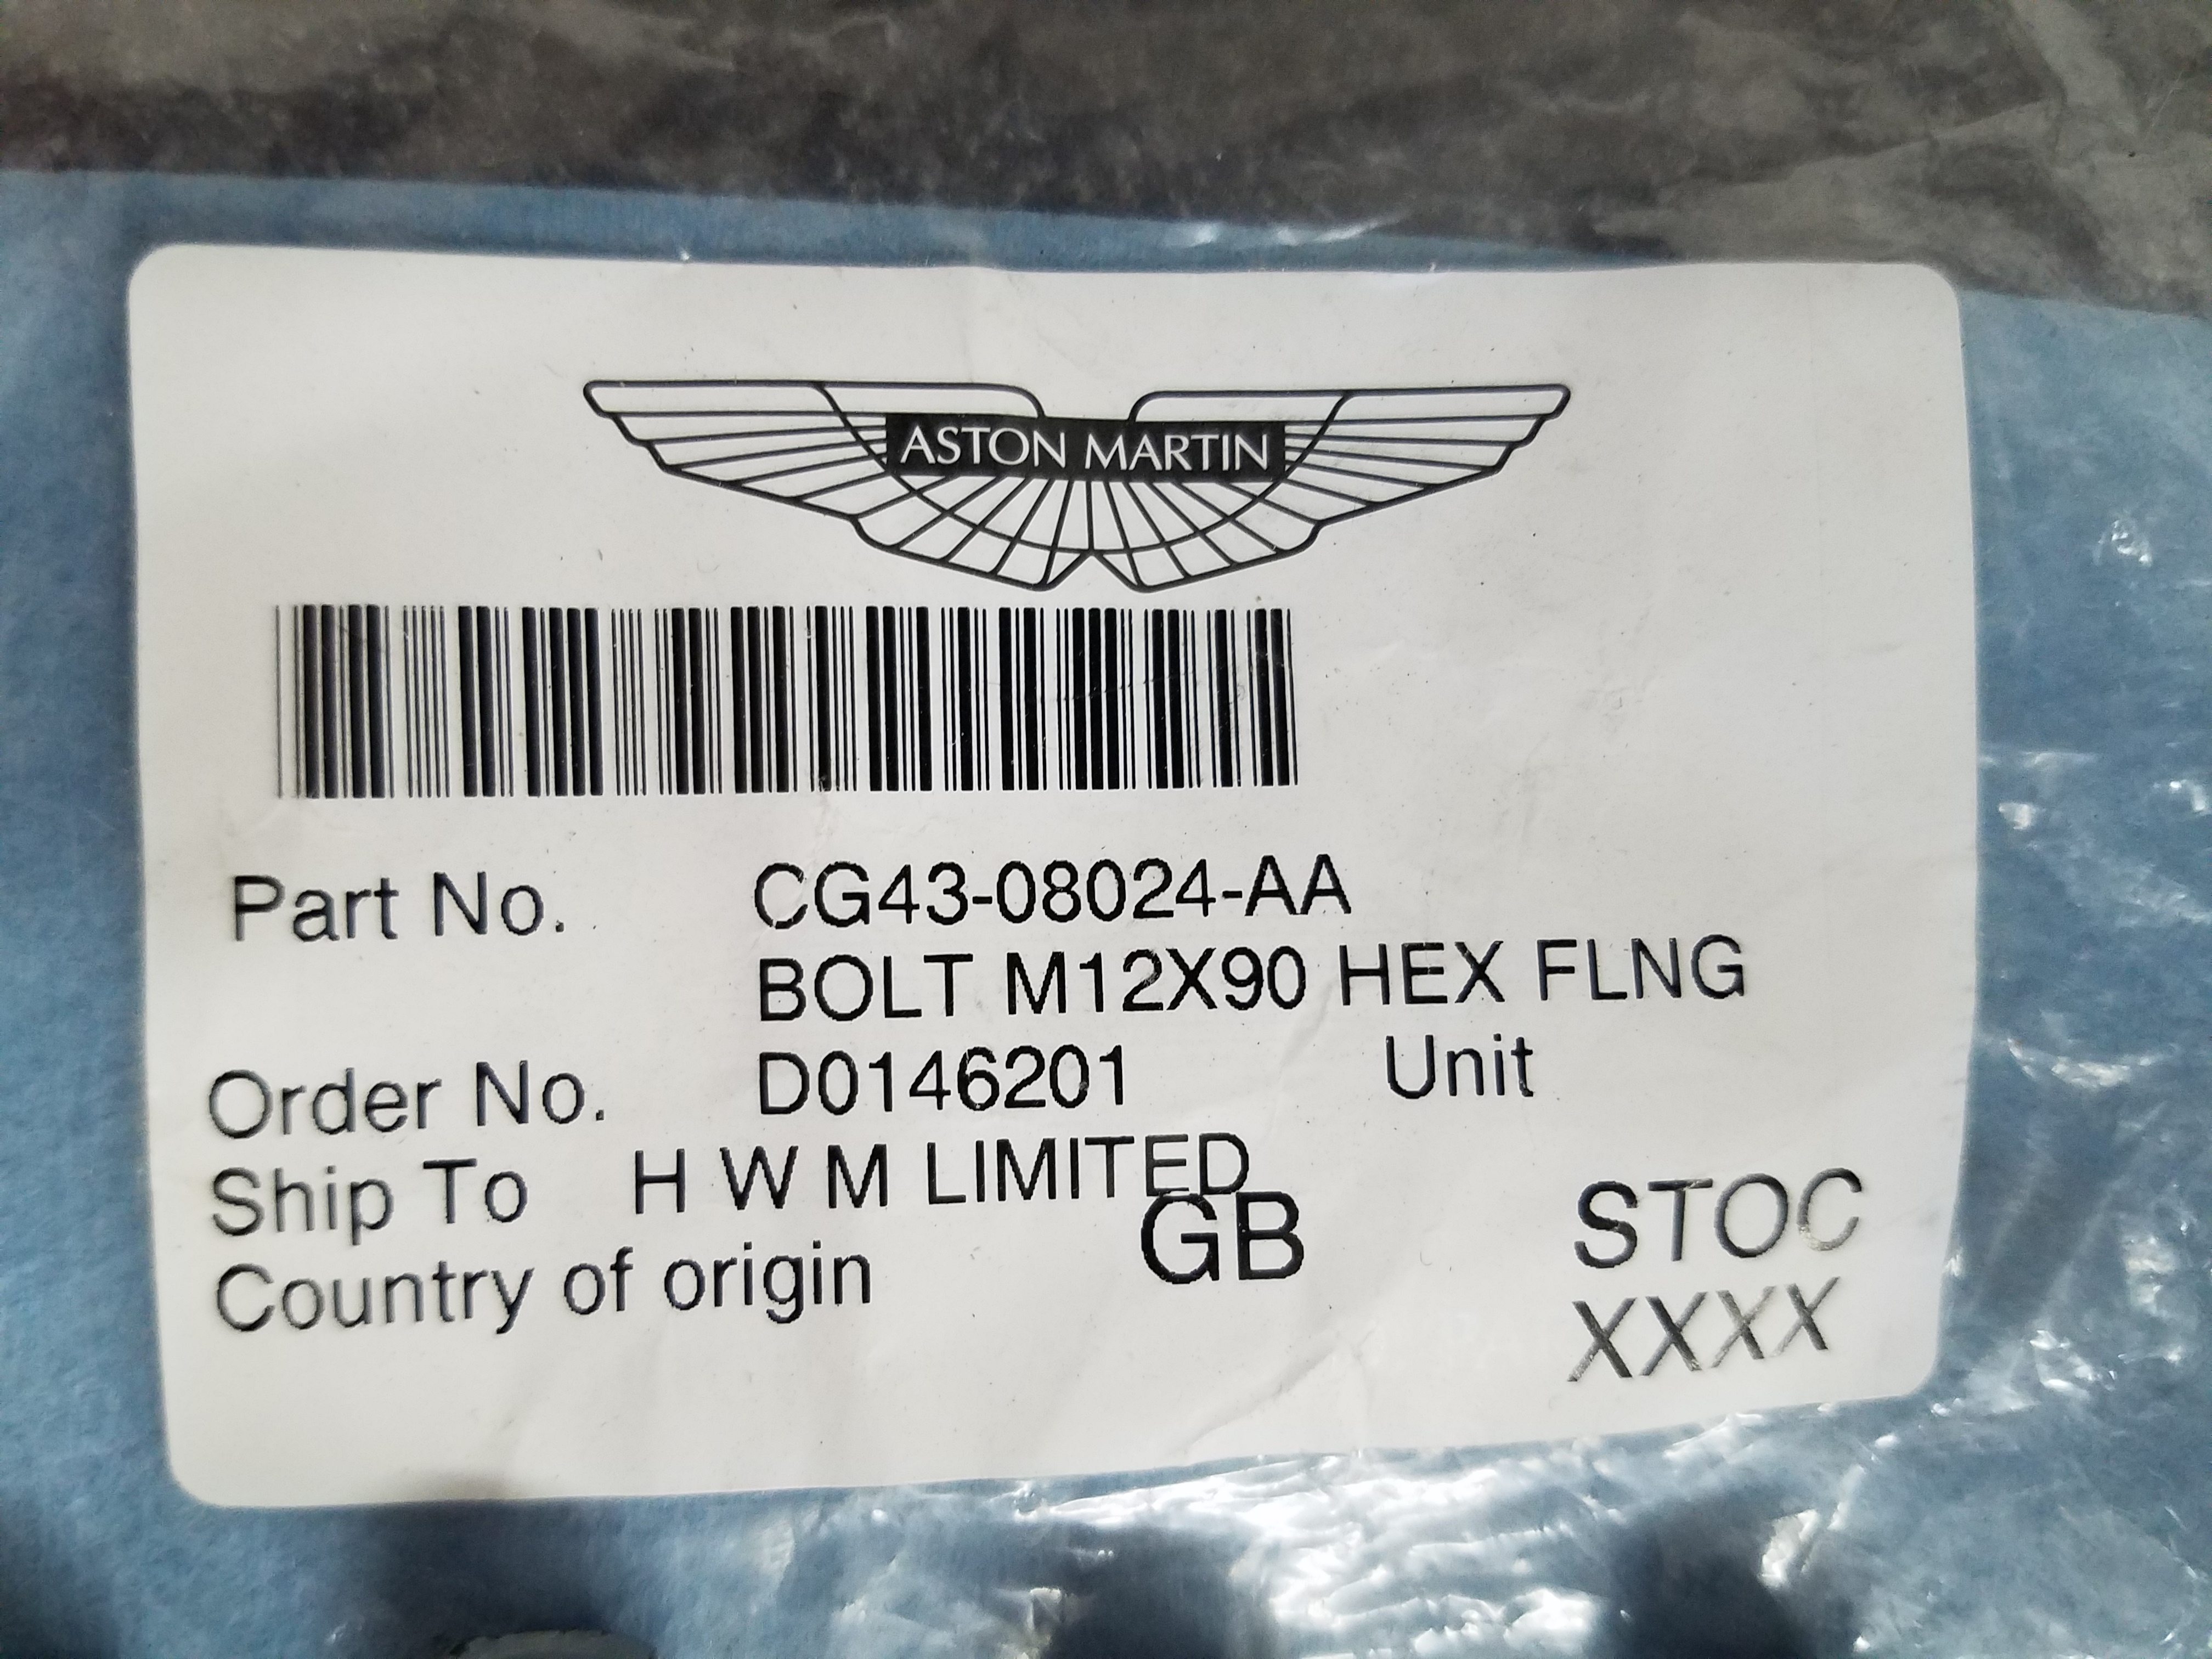 ASTON MARTIN
Part No. CG43-08024-AA
BOLT M12X90 HEX FLNG
Order No. D0146201 Unit
Ship To H W M LIMITED
Country of origin GB STOC
XXXX